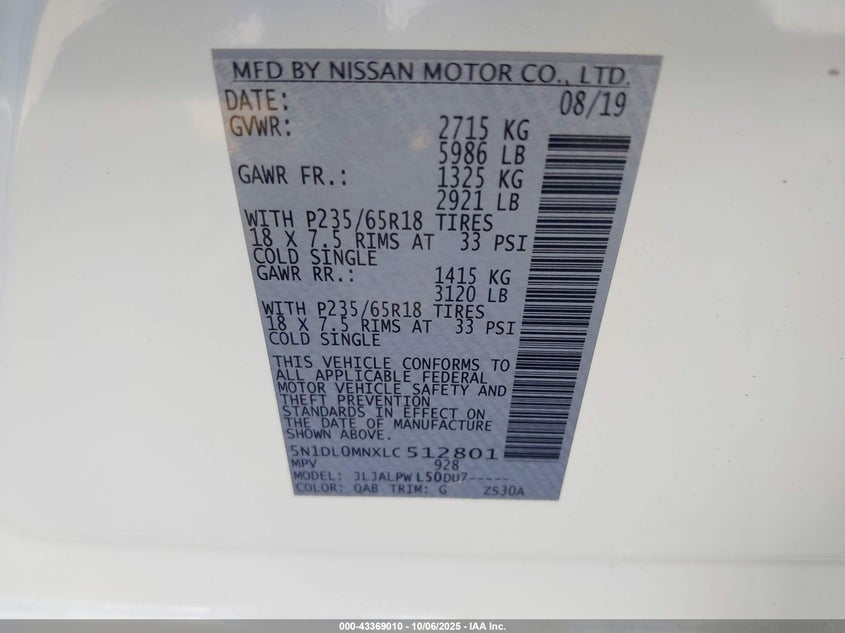 MFD BY NISSAN MOTOR CO., LTD.
DATE: 08/19
GVWR: 2715 KG
5986 LB
GAWR FR.: 1325 KG
2921 LB
WITH P235/65R18 TIRES
18 X 7.5 RIMS AT 33 PSI
COLD SINGLE
GAWR RR.: 1415 KG
3120 LB
WITH P235/65R18 TIRES
18 X 7.5 RIMS AT 33 PSI
COLD SINGLE
THIS VEHICLE CONFORMS TO
ALL APPLICABLE FEDERAL
MOTOR VEHICLE SAFETY AND
THEFT PREVENTION
STANDARDS IN EFFECT ON
THE DATE OF MANUFACTURE
SHOWN ABOVE.
5N1DL0MNXLC512801
MPV 928
MODEL: JLJALPWL50DU7-----
COLOR: QAB TRIM: G ZS30A
000-43369010 - 10/06/2025 - IAA Inc.